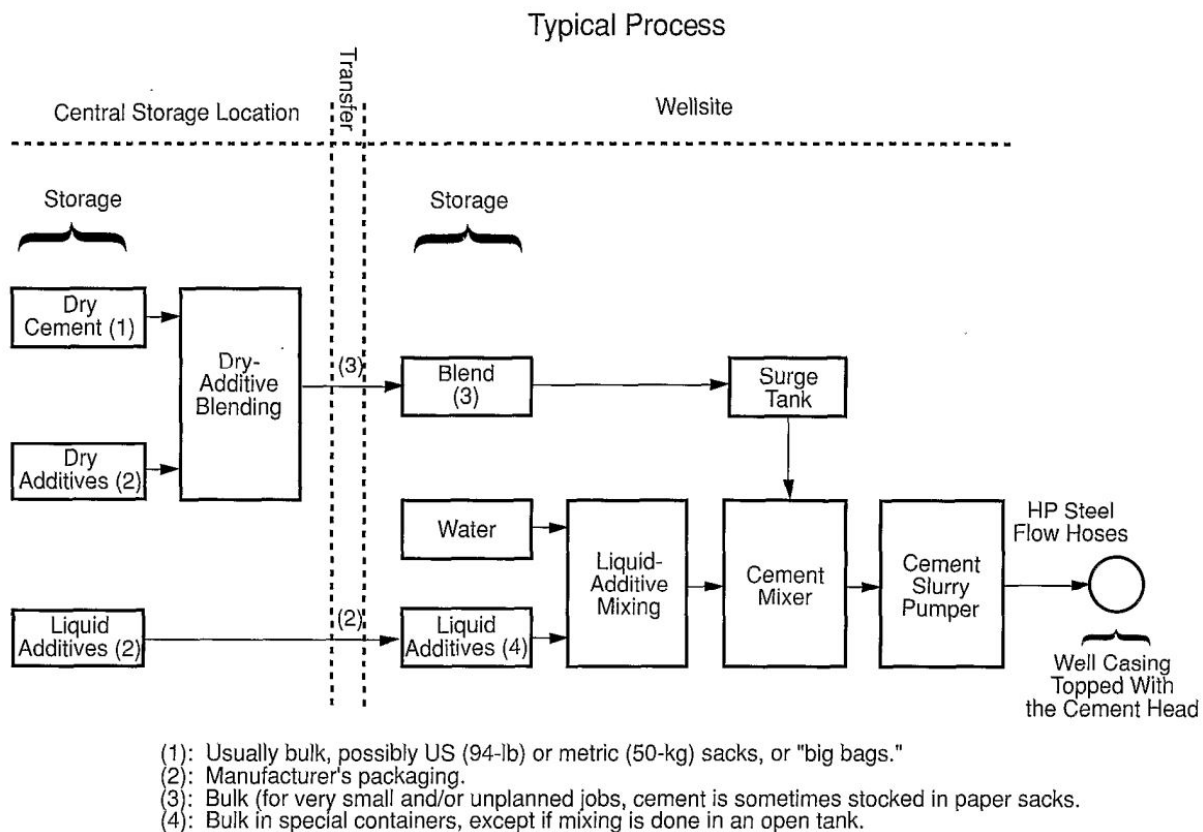 Typical Process
Transfer
Central Storage Location
Wellsite
Storage
Storage
Dry
Cement (1)
Dry-
Additive
Blending
(3)
Blend
(3)
Surge
Tank
Dry
Additives (2)
Water
Liquid-
Additive
Mixing
Cement
Mixer
Cement
Slurry
Pumper
HP Steel
Flow Hoses
Liquid
Additives (2)
(2)
Liquid
Additives (4)
Well Casing
Topped With
the Cement Head
(1): Usually bulk, possibly US (94-lb) or metric (50-kg) sacks, or "big bags."
(2): Manufacturer's packaging.
(3): Bulk (for very small and/or unplanned jobs, cement is sometimes stocked in paper sacks.
(4): Bulk in special containers, except if mixing is done in an open tank.